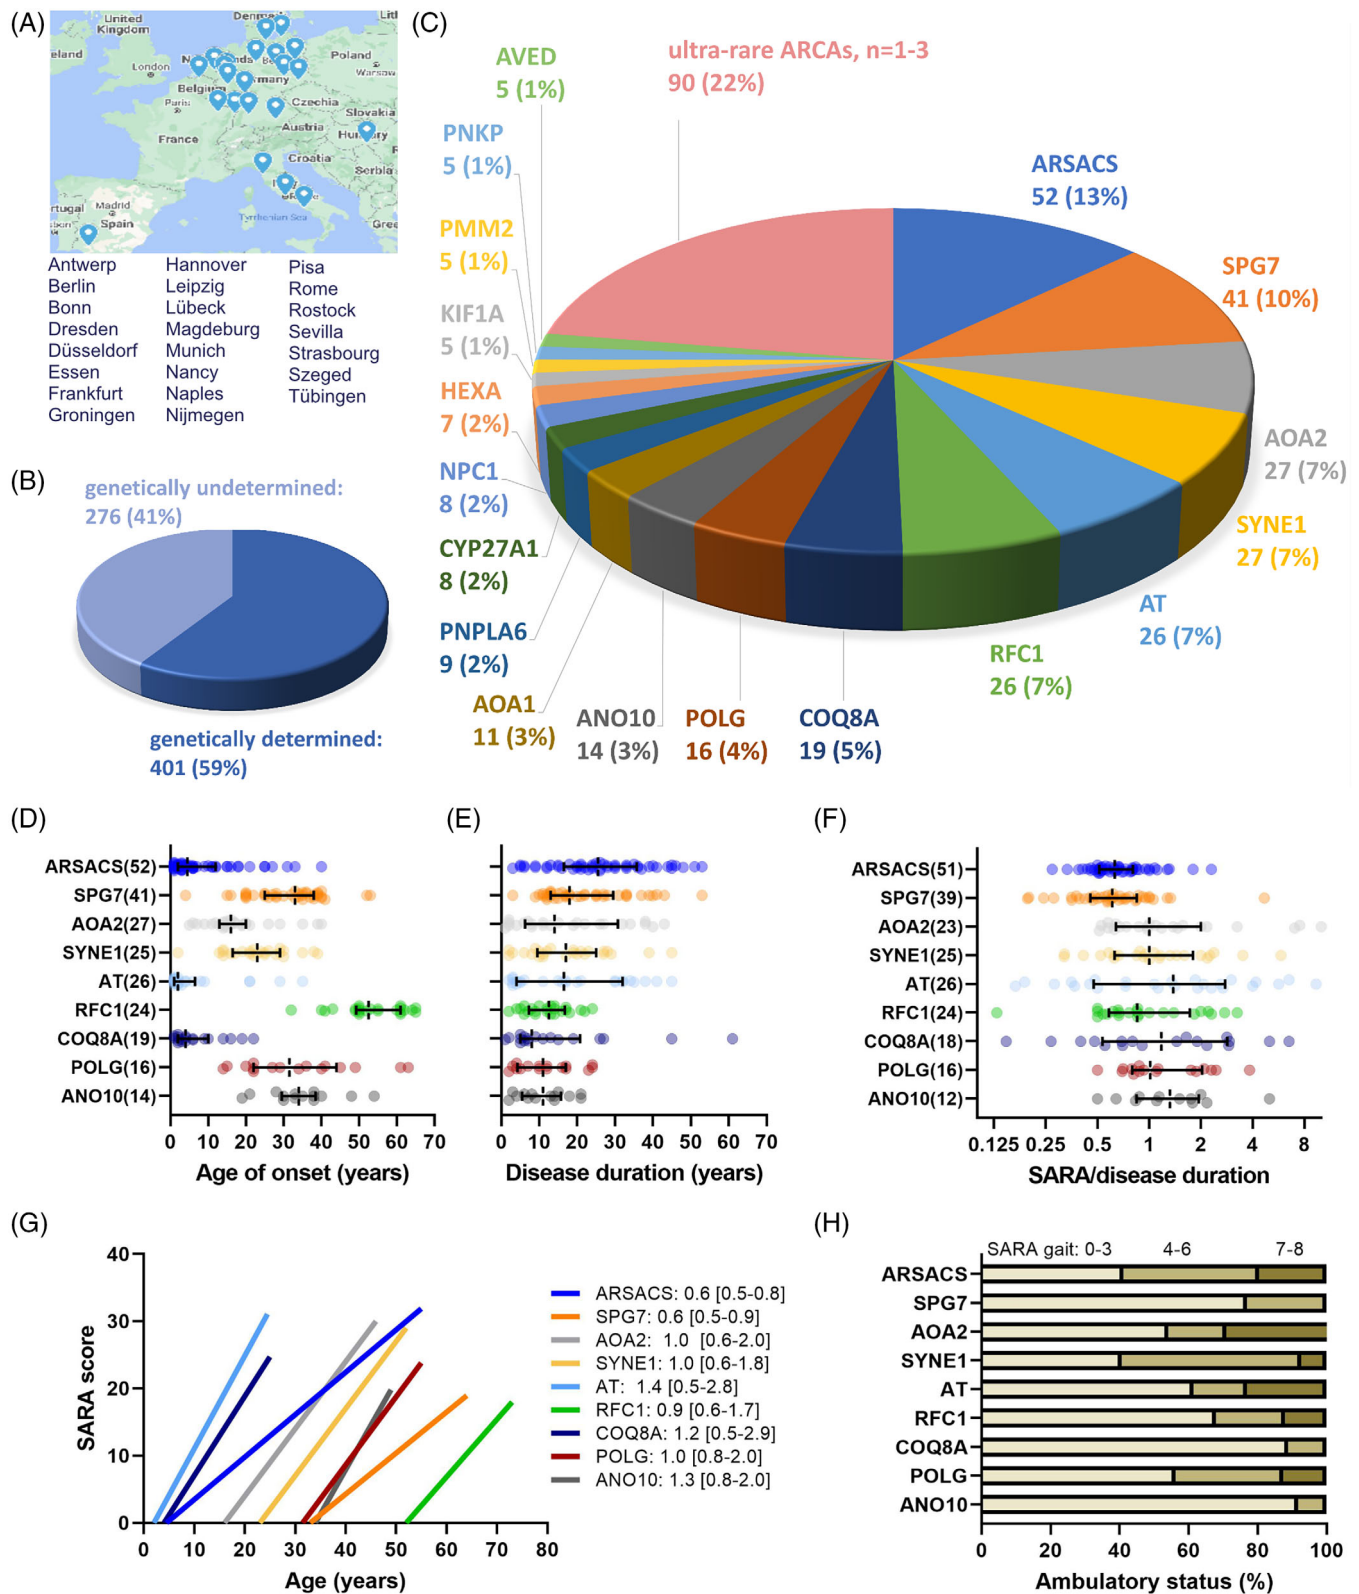 (A)
United
Kingdom
Denmark
Lit
eland
London
Poland
Warsaw
Belgium
many
Paris
Czechia
Slovakia
France
Austria
Hungary
Croatia
Serbia
rtugal
Madrid
Spain
Tyrrhenian Sea
Gree
Antwerp
Berlin
Bonn
Dresden
Düsseldorf
Essen
Frankfurt
Groningen
Hannover
Leipzig
Lübeck
Magdeburg
Munich
Nancy
Naples
Nijmegen
Pisa
Rome
Rostock
Sevilla
Strasbourg
Szeged
Tübingen
(B)
genetically undetermined:
276 (41%)
genetically determined:
401 (59%)
(C)
ultra-rare ARCAs, n=1-3
90 (22%)
ARSACS
52 (13%)
SPG7
41 (10%)
AOA2
27 (7%)
SYNE1
27 (7%)
AT
26 (7%)
RFC1
26 (7%)
COQ8A
19 (5%)
POLG
16 (4%)
ANO10
14 (3%)
AOA1
11 (3%)
PNPLA6
9 (2%)
CYP27A1
8 (2%)
NPC1
8 (2%)
HEXA
7 (2%)
KIF1A
5 (1%)
PMM2
5 (1%)
PNKP
5 (1%)
AVED
5 (1%)
(D)
ARSACS(52)
SPG7(41)
AOA2(27)
SYNE1(25)
AT(26)
RFC1(24)
COQ8A(19)
POLG(16)
ANO10(14)
0 10 20 30 40 50 60 70
Age of onset (years)
(E)
0 10 20 30 40 50 60 70
Disease duration (years)
(F)
ARSACS(51)
SPG7(39)
AOA2(23)
SYNE1(25)
AT(26)
RFC1(24)
COQ8A(18)
POLG(16)
ANO10(12)
0.125 0.25 0.5 1 2 4 8
SARA/disease duration
(G)
SARA score
40
30
20
10
0
0 10 20 30 40 50 60 70 80
Age (years)
ARSACS: 0.6 [0.5-0.8]
SPG7: 0.6 [0.5-0.9]
AOA2: 1.0 [0.6-2.0]
SYNE1: 1.0 [0.6-1.8]
AT: 1.4 [0.5-2.8]
RFC1: 0.9 [0.6-1.7]
COQ8A: 1.2 [0.5-2.9]
POLG: 1.0 [0.8-2.0]
ANO10: 1.3 [0.8-2.0]
(H)
SARA gait: 0-3 4-6 7-8
ARSACS
SPG7
AOA2
SYNE1
AT
RFC1
COQ8A
POLG
ANO10
0 20 40 60 80 100
Ambulatory status (%)